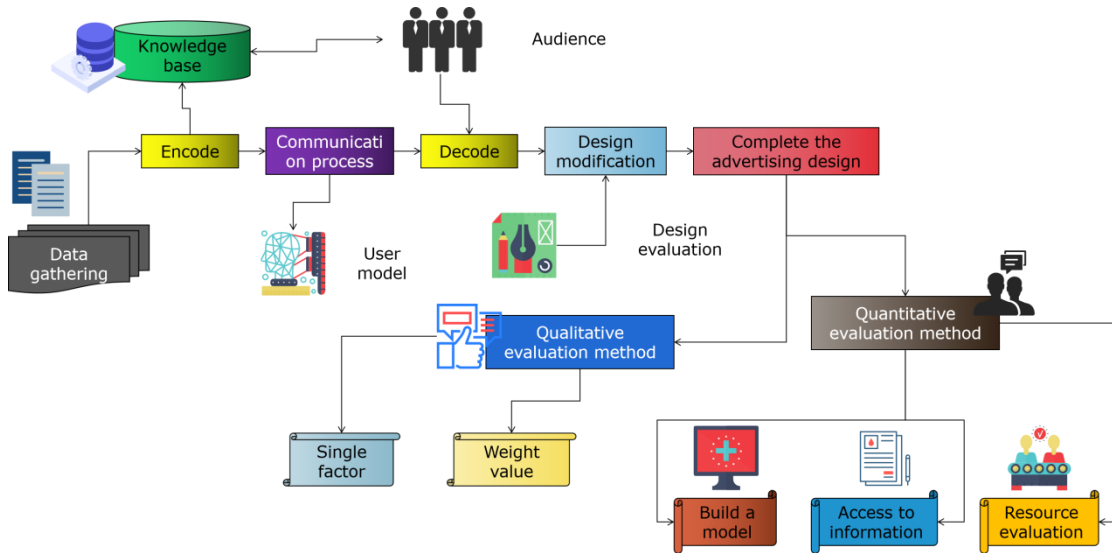 Knowledge
base
Audience
Encode
Communicati
on process
Decode
Design
modification
Complete the
advertising design
Data
gathering
User
model
Design
evaluation
Qualitative
evaluation method
Quantitative
evaluation method
Single
factor
Weight
value
Build a
model
Access to
information
Resource
evaluation